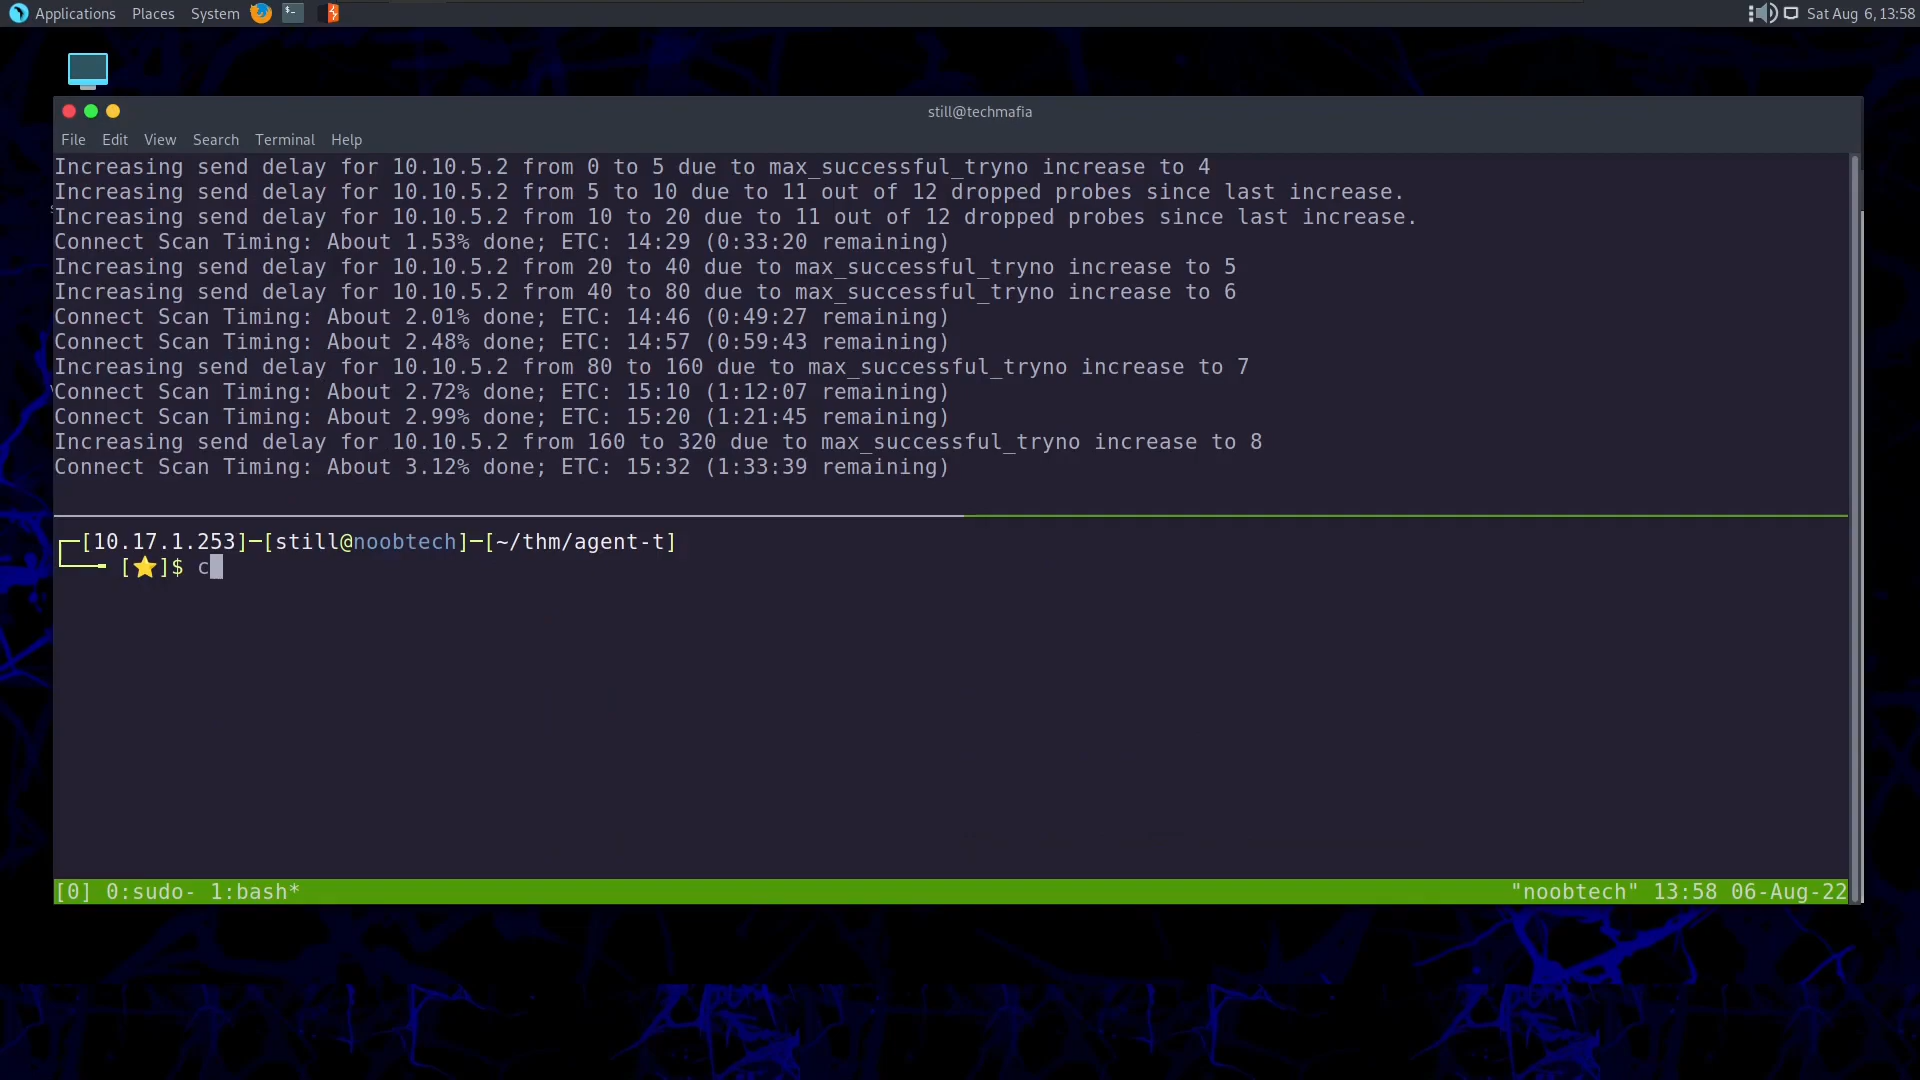 Applications Places System Sat Aug 6, 13:58
still@techmafia
File Edit View Search Terminal Help
Increasing send delay for 10.10.5.2 from 0 to 5 due to max_successful_tryno increase to 4
Increasing send delay for 10.10.5.2 from 5 to 10 due to 11 out of 12 dropped probes since last increase.
Increasing send delay for 10.10.5.2 from 10 to 20 due to 11 out of 12 dropped probes since last increase.
Connect Scan Timing: About 1.53% done; ETC: 14:29 (0:33:20 remaining)
Increasing send delay for 10.10.5.2 from 20 to 40 due to max_successful_tryno increase to 5
Increasing send delay for 10.10.5.2 from 40 to 80 due to max_successful_tryno increase to 6
Connect Scan Timing: About 2.01% done; ETC: 14:46 (0:49:27 remaining)
Connect Scan Timing: About 2.48% done; ETC: 14:57 (0:59:43 remaining)
Increasing send delay for 10.10.5.2 from 80 to 160 due to max_successful_tryno increase to 7
Connect Scan Timing: About 2.72% done; ETC: 15:10 (1:12:07 remaining)
Connect Scan Timing: About 2.99% done; ETC: 15:20 (1:21:45 remaining)
Increasing send delay for 10.10.5.2 from 160 to 320 due to max_successful_tryno increase to 8
Connect Scan Timing: About 3.12% done; ETC: 15:32 (1:33:39 remaining)
┌─[10.17.1.253]─[still@noobtech]─[~/thm/agent-t]
└──╼ [⭐]$ c
[0] 0:sudo- 1:bash* "noobtech" 13:58 06-Aug-22